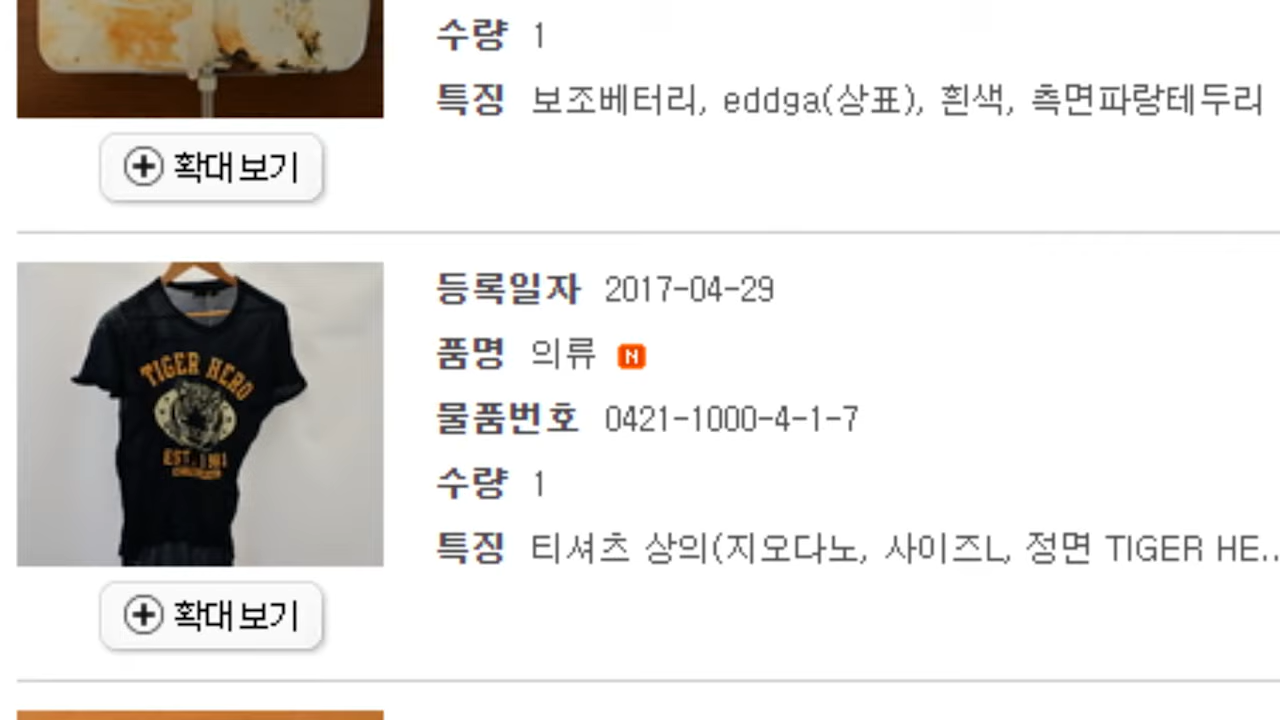 수량 1
특징 보조베터리, eddga(상표), 흰색, 측면파랑테두리
확대보기
등록일자 2017-04-29
품명 의류 N
물품번호 0421-1000-4-1-7
수량 1
특징 티셔츠 상의(지오다노, 사이즈L, 정면 TIGER HE..
TIGER HERO
EST. 1981
확대보기